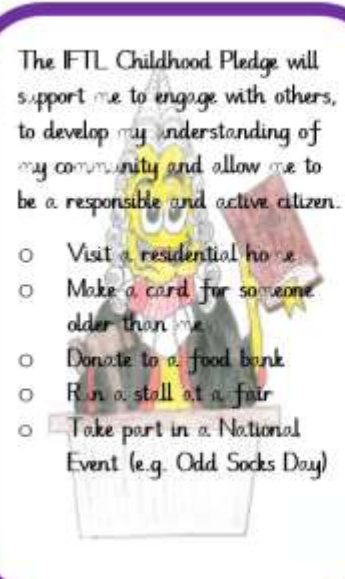 The IFTL Childhood Pledge will
support me to engage with others,
to develop my understanding of
my community and allow me to
be a responsible and active citizen.
o Visit a residential home
o Make a card for someone
older than me
o Donate to a food bank
o Run a stall at a fair
o Take part in a National
Event (e.g. Odd Socks Day)